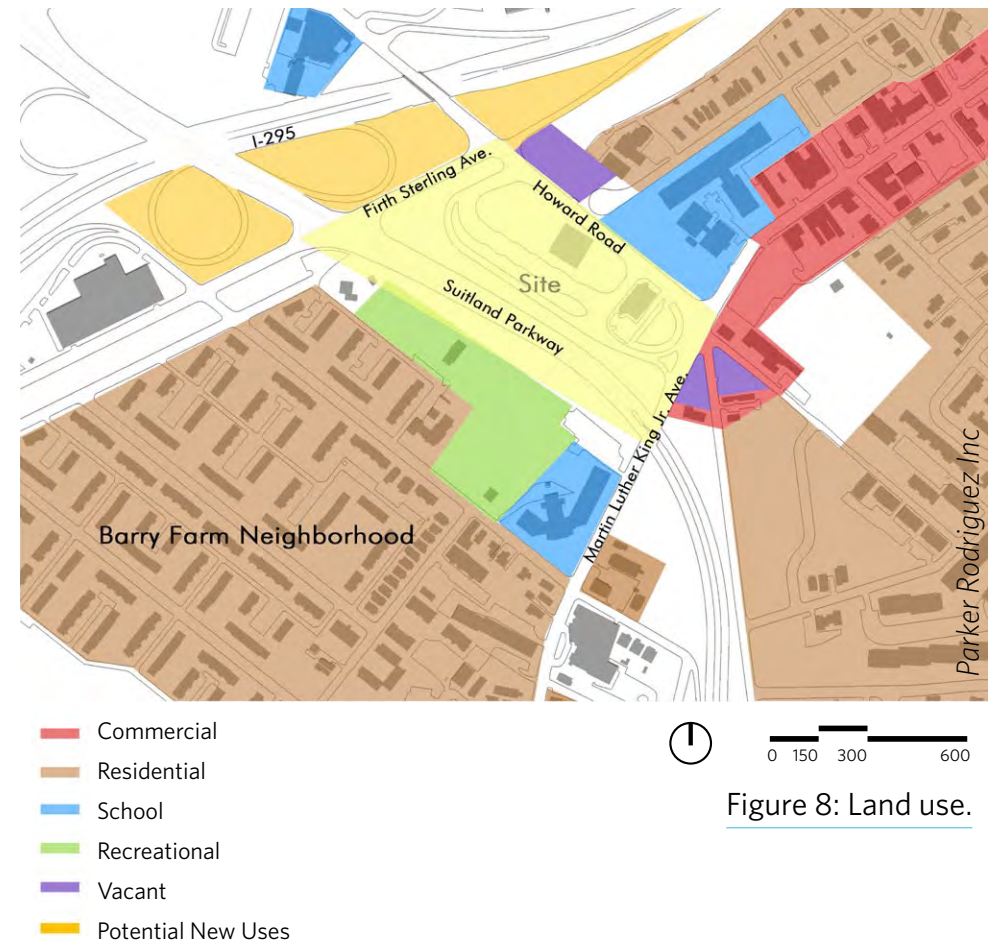 I-295
Firth Sterling Ave.
Howard Road
Site
Suitland Parkway
Martin Luther King Jr. Ave.
Barry Farm Neighborhood
Parker Rodriguez Inc
Commercial
Residential
School
Recreational
Vacant
Potential New Uses
0 150 300 600
Figure 8: Land use.